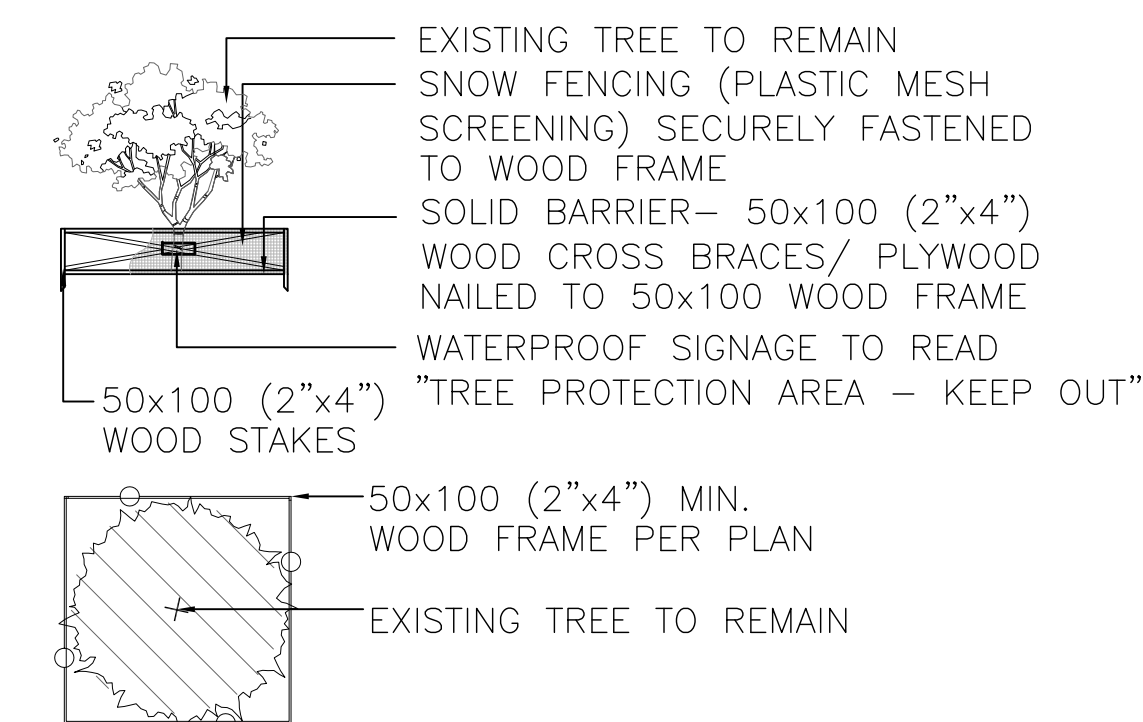 EXISTING TREE TO REMAIN
SNOW FENCING (PLASTIC MESH
SCREENING) SECURELY FASTENED
TO WOOD FRAME
SOLID BARRIER– 50x100 (2”x4”)
WOOD CROSS BRACES/ PLYWOOD
NAILED TO 50x100 WOOD FRAME
WATERPROOF SIGNAGE TO READ
”TREE PROTECTION AREA – KEEP OUT”
50x100 (2”x4”)
WOOD STAKES
50x100 (2”x4”) MIN.
WOOD FRAME PER PLAN
EXISTING TREE TO REMAIN